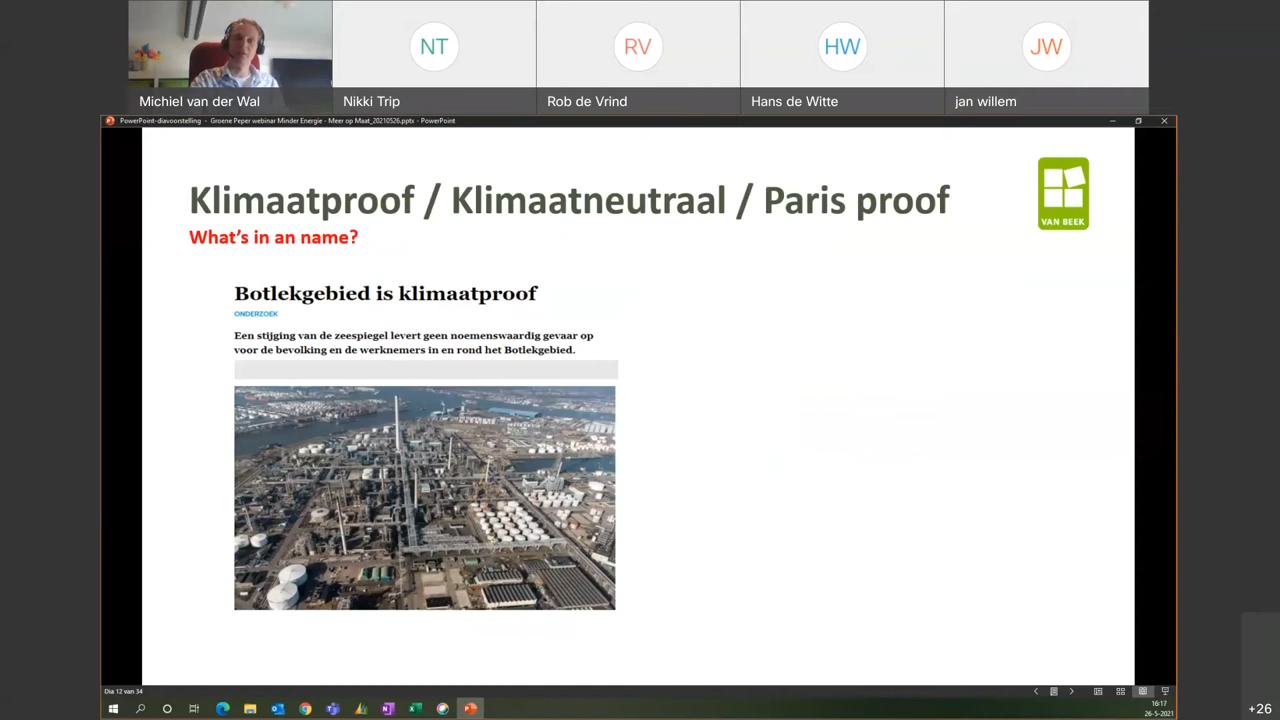 NT
RV
HW
JW
Michiel van der Wal
Nikki Trip
Rob de Vrind
Hans de Witte
jan willem
PowerPoint-diavoorstelling - Groene Peper webinar Minder Energie - Meer op Maat_20210526.pptx - PowerPoint
Klimaatproof / Klimaatneutraal / Paris proof
VAN BEEK
What's in an name?
Botlekgebied is klimaatproof
ONDERZOEK
Een stijging van de zeespiegel levert geen noemenswaardig gevaar op
voor de bevolking en de werknemers in en rond het Botlekgebied.
Dia 12 van 34
16:17
26-5-2021
+26